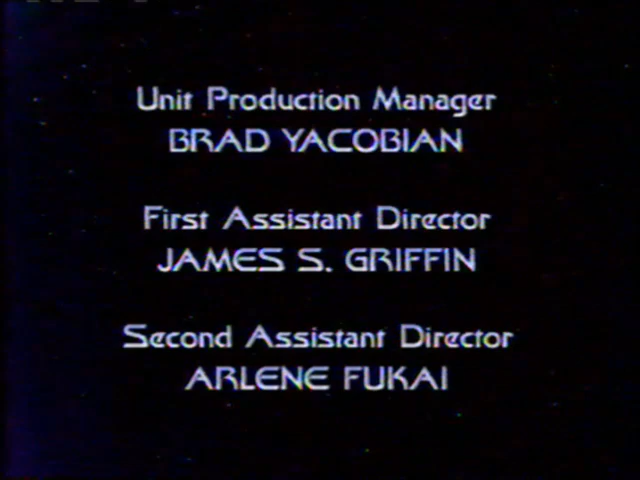 Unit Production Manager
BRAD YACOBIAN
First Assistant Director
JAMES S. GRIFFIN
Second Assistant Director
ARLENE FUKAI